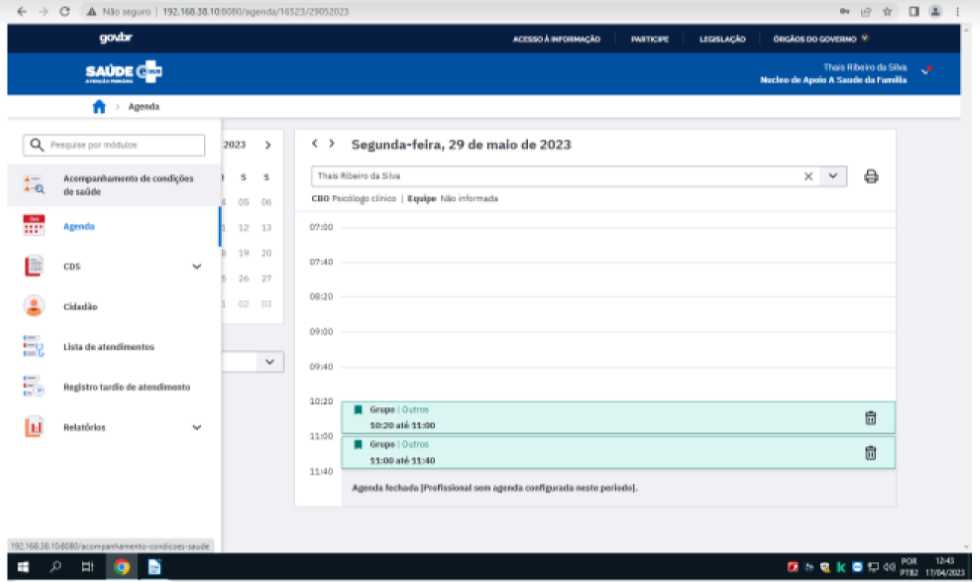 Não seguro | 192.168.38.10:8080/agenda/16523/29052023
govbr
ACESSO À INFORMAÇÃO
PARTICIPE
LEGISLAÇÃO
ÓRGÃOS DO GOVERNO
SAÚDE
Thais Ribeiro da Silva
Nucleo de Apoio A Saude da Familia
Agenda
Pesquise por módulos
Acompanhamento de condições
de saúde
Agenda
CDS
Cidadão
Lista de atendimentos
Registro tardio de atendimento
Relatórios
2023
S S
05 06
12 13
19 20
26 27
02 03
Segunda-feira, 29 de maio de 2023
Thais Ribeiro da Silva
CBO Psicólogo clínico | Equipe Não informada
07:00
07:40
08:20
09:00
09:40
10:20
Grupo | Outros
10:20 até 11:00
11:00
Grupo | Outros
11:00 até 11:40
11:40
Agenda fechada [Profissional sem agenda configurada neste período].
192.168.38.10:8080/acompanhamento-condicoes-saude
POR
PTB2
12:43
17/04/2023